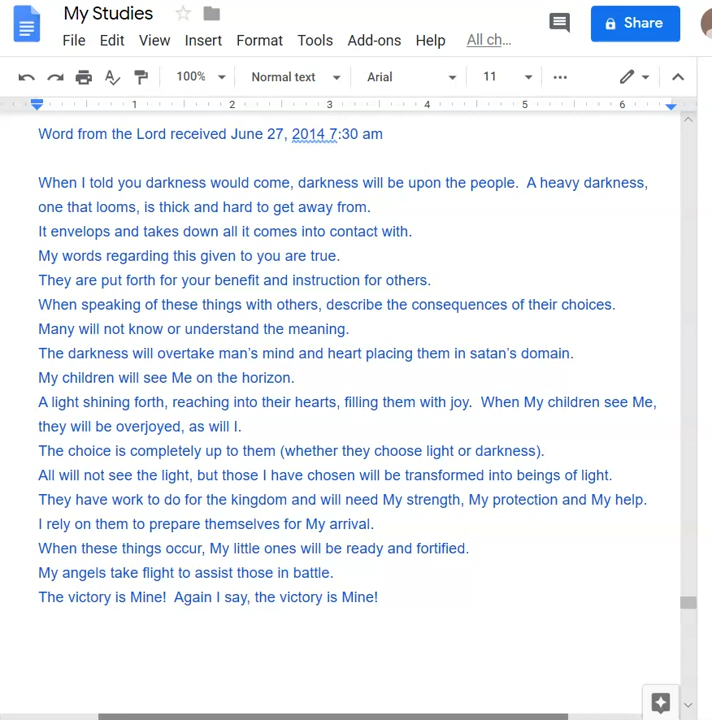 My Studies
Share
File Edit View Insert Format Tools Add-ons Help All ch...
100% Normal text Arial 11
1 2 3 4 5 6
Word from the Lord received June 27, 2014 7:30 am
When I told you darkness would come, darkness will be upon the people.  A heavy darkness,
one that looms, is thick and hard to get away from.
It envelops and takes down all it comes into contact with.
My words regarding this given to you are true.
They are put forth for your benefit and instruction for others.
When speaking of these things with others, describe the consequences of their choices.
Many will not know or understand the meaning.
The darkness will overtake man's mind and heart placing them in satan's domain.
My children will see Me on the horizon.
A light shining forth, reaching into their hearts, filling them with joy.  When My children see Me,
they will be overjoyed, as will I.
The choice is completely up to them (whether they choose light or darkness).
All will not see the light, but those I have chosen will be transformed into beings of light.
They have work to do for the kingdom and will need My strength, My protection and My help.
I rely on them to prepare themselves for My arrival.
When these things occur, My little ones will be ready and fortified.
My angels take flight to assist those in battle.
The victory is Mine!  Again I say, the victory is Mine!